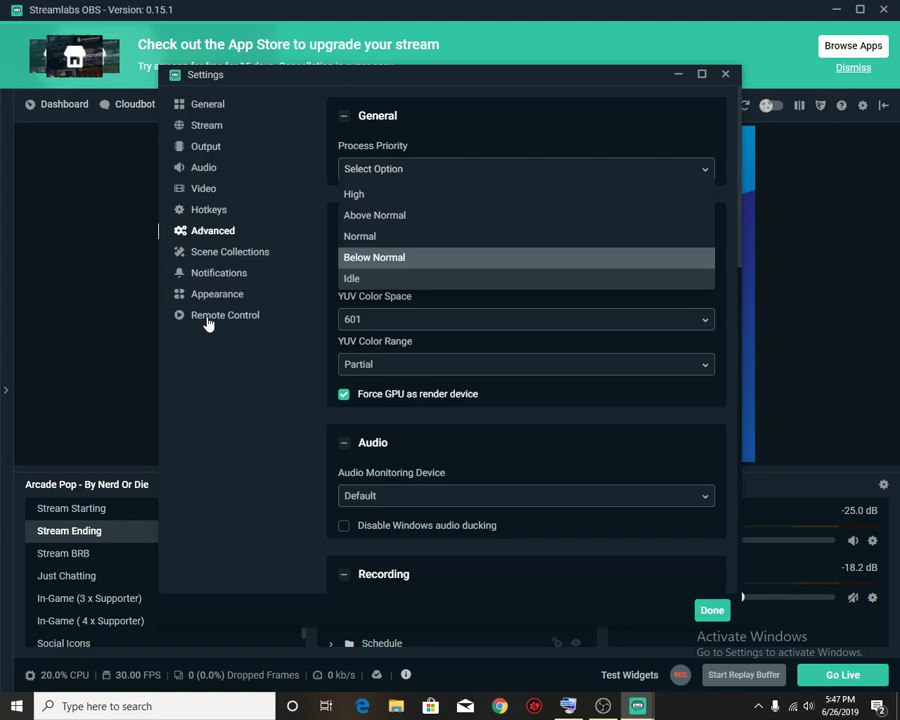 Streamlabs OBS - Version: 0.15.1
Check out the App Store to upgrade your stream
Browse Apps
Dismiss
Settings
Dashboard
Cloudbot
General
Stream
Output
Audio
Video
Hotkeys
Advanced
Scene Collections
Notifications
Appearance
Remote Control
General
Process Priority
Select Option
High
Above Normal
Normal
Below Normal
Idle
YUV Color Space
601
YUV Color Range
Partial
Force GPU as render device
Audio
Audio Monitoring Device
Default
Disable Windows audio ducking
Recording
Done
Arcade Pop - By Nerd Or Die
Stream Starting
Stream Ending
Stream BRB
Just Chatting
In-Game (3 x Supporter)
In-Game ( 4 x Supporter)
Social Icons
Schedule
-25.0 dB
-18.2 dB
Activate Windows
Go to Settings to activate Windows.
20.0% CPU
30.00 FPS
0 (0.0%) Dropped Frames
0 kb/s
Test Widgets
REC
Start Replay Buffer
Go Live
Type here to search
5:47 PM
6/26/2019
2